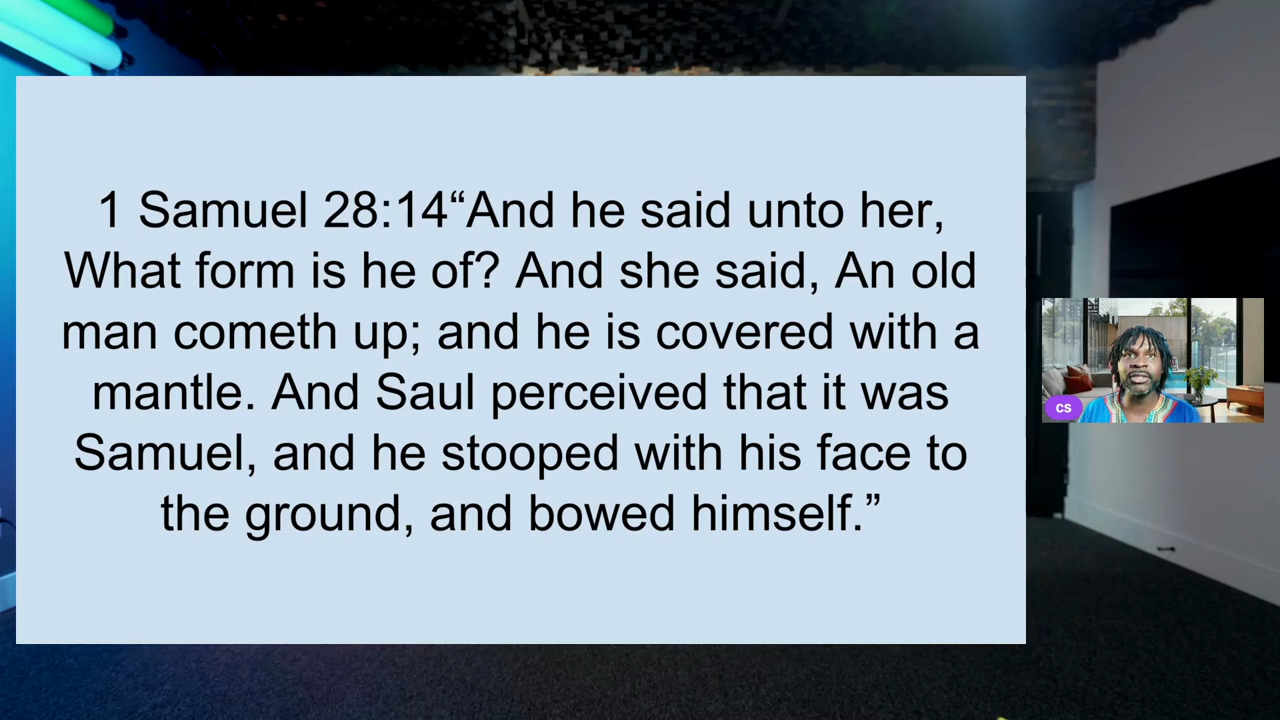 1 Samuel 28:14“And he said unto her,
What form is he of? And she said, An old
man cometh up; and he is covered with a
mantle. And Saul perceived that it was
Samuel, and he stooped with his face to
the ground, and bowed himself.”
CS